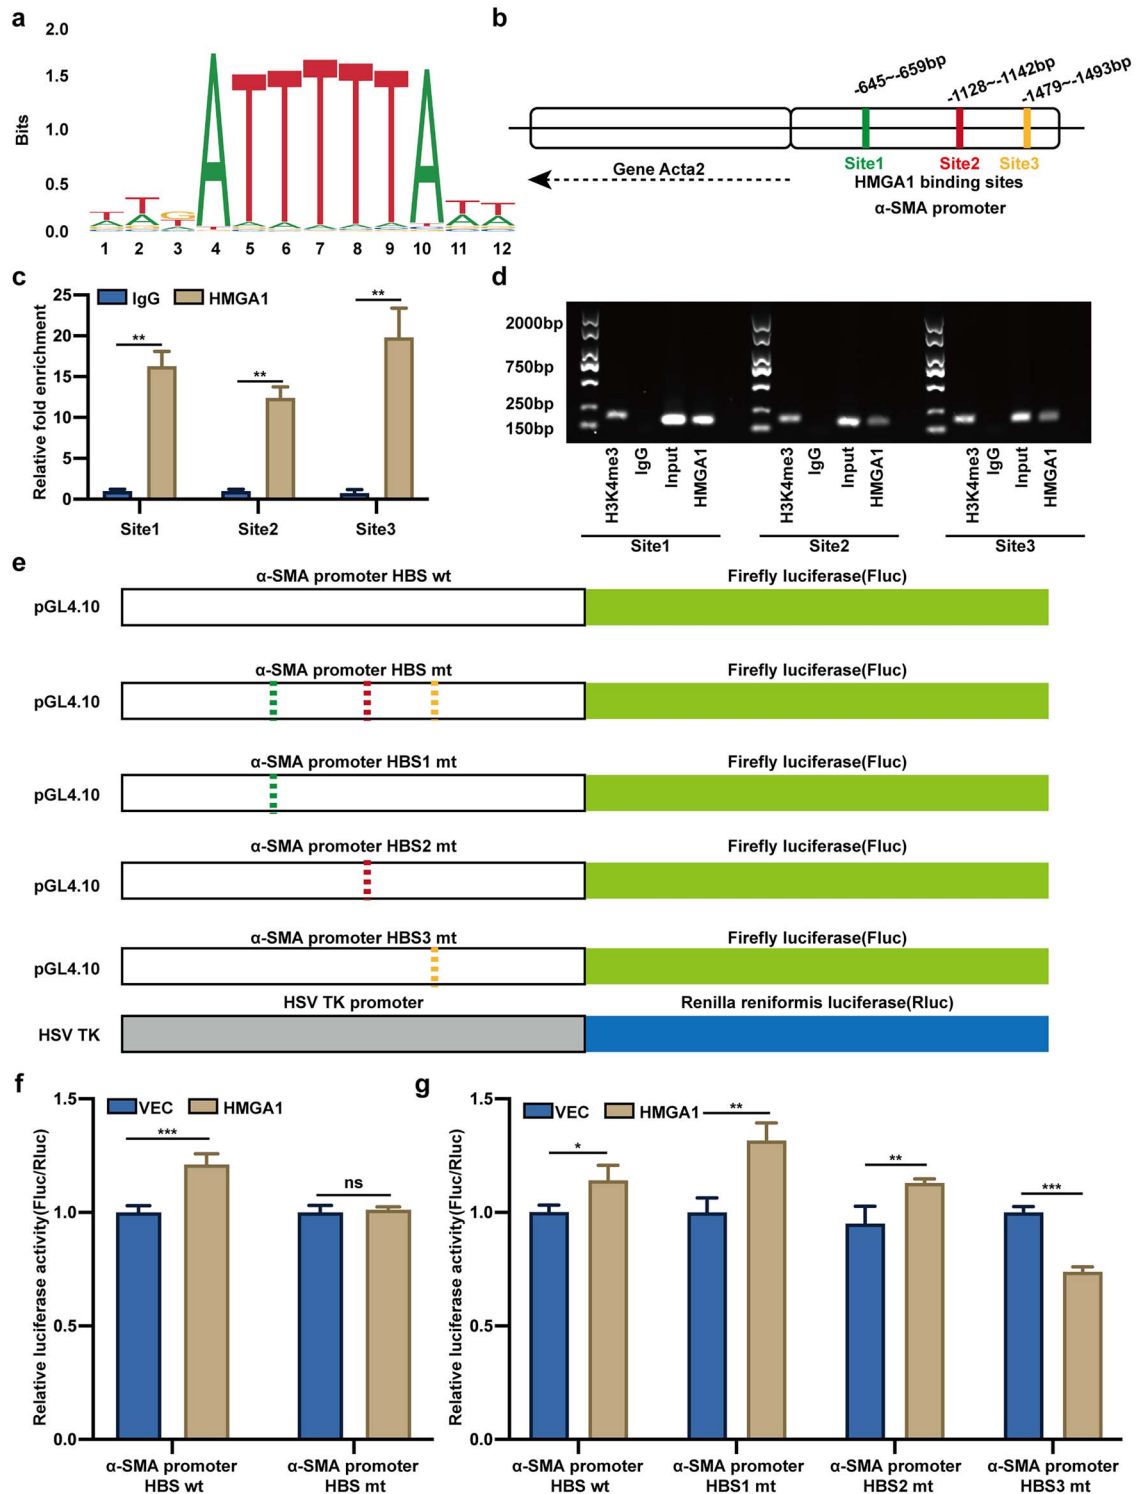 a
2.0
1.5
1.0
0.5
0.0
Bits
T A T T T T T A T T
1 2 3 4 5 6 7 8 9 10 11 12
b
-645~-659bp
-1128~-1142bp
-1479~-1493bp
Site1 Site2 Site3
Gene Acta2
HMGA1 binding sites
α-SMA promoter
c
IgG HMGA1
25
20
15
10
5
0
Relative fold enrichment
** ** **
Site1 Site2 Site3
d
2000bp
750bp
250bp
150bp
H3K4me3 IgG Input HMGA1
H3K4me3 IgG Input HMGA1
H3K4me3 IgG Input HMGA1
Site1 Site2 Site3
e
α-SMA promoter HBS wt Firefly luciferase(Fluc)
pGL4.10
α-SMA promoter HBS mt Firefly luciferase(Fluc)
pGL4.10
α-SMA promoter HBS1 mt Firefly luciferase(Fluc)
pGL4.10
α-SMA promoter HBS2 mt Firefly luciferase(Fluc)
pGL4.10
α-SMA promoter HBS3 mt Firefly luciferase(Fluc)
pGL4.10
HSV TK promoter Renilla reniformis luciferase(Rluc)
HSV TK
f
VEC HMGA1
1.5
1.0
0.5
0.0
Relative luciferase activity(Fluc/Rluc)
*** ns
α-SMA promoter α-SMA promoter
HBS wt HBS mt
g
VEC HMGA1
1.5
1.0
0.5
0.0
Relative luciferase activity(Fluc/Rluc)
* ** ** ***
α-SMA promoter α-SMA promoter α-SMA promoter α-SMA promoter
HBS wt HBS1 mt HBS2 mt HBS3 mt